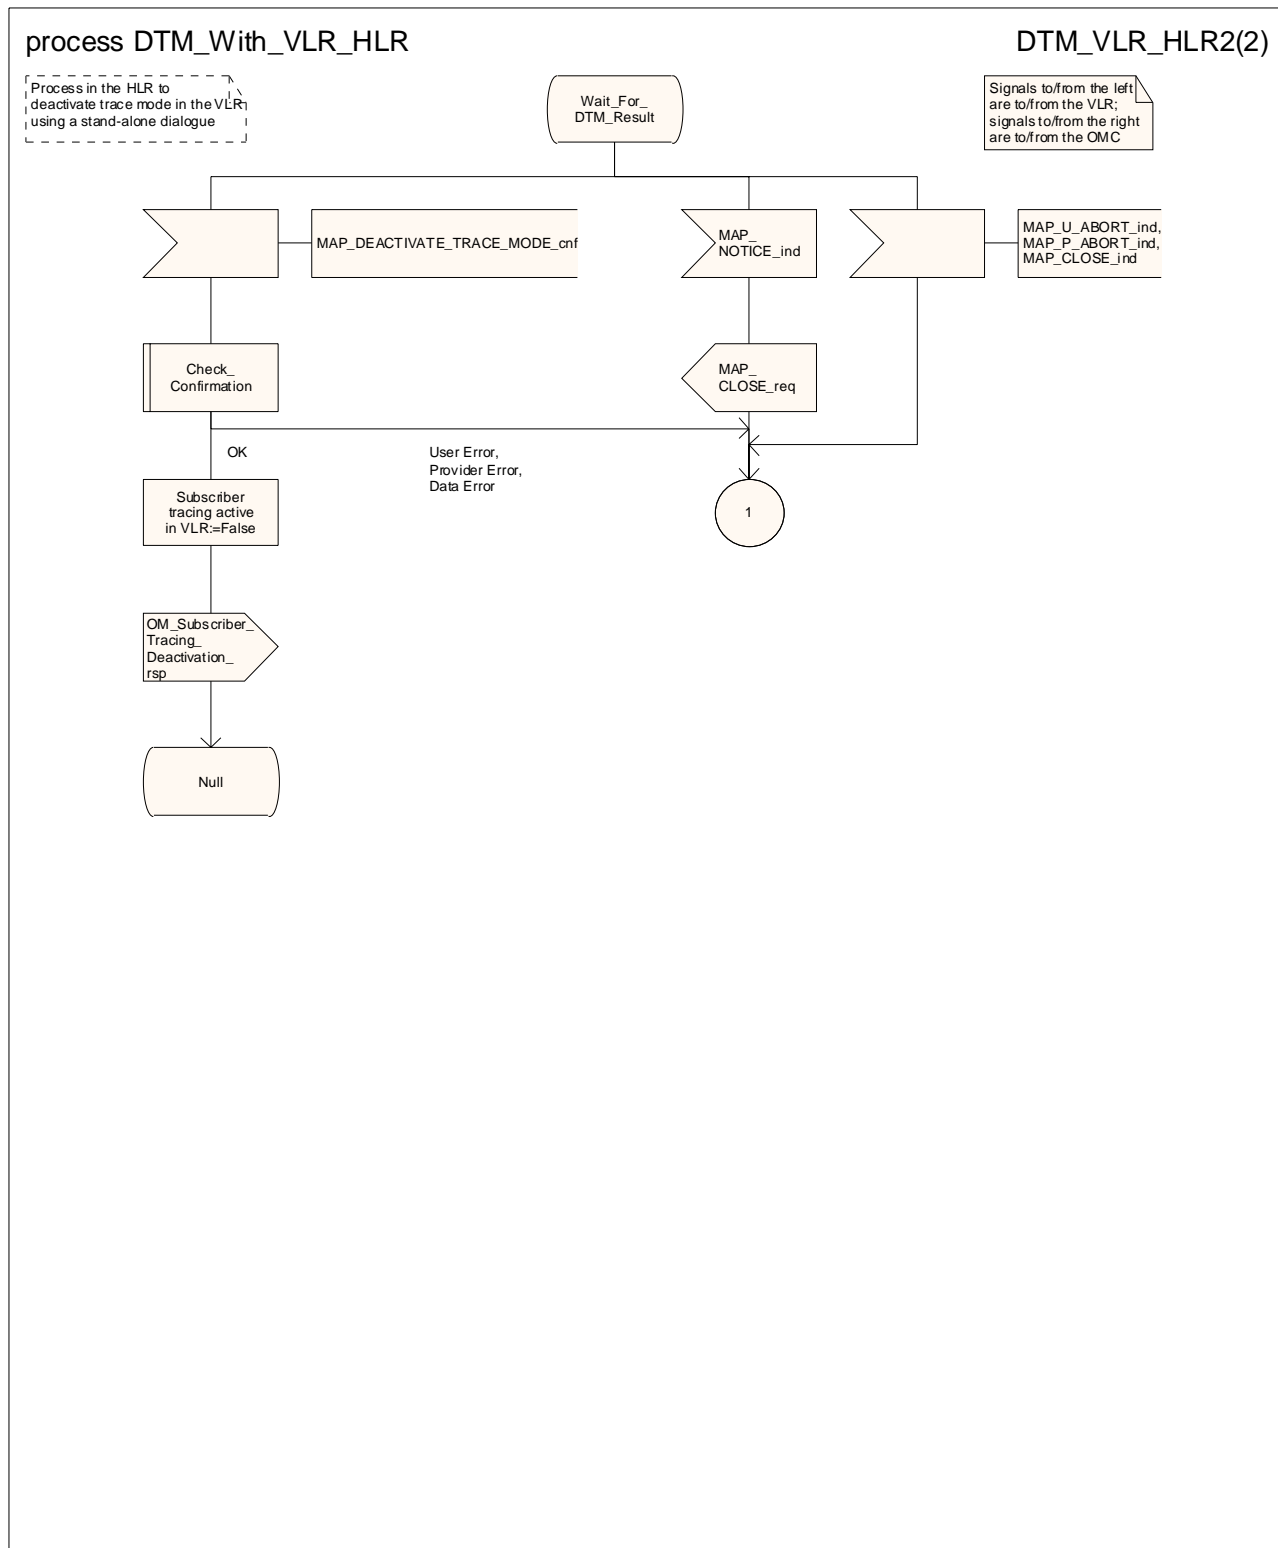 process DTM_With_VLR_HLR
DTM_VLR_HLR2(2)
Process in the HLR to
deactivate trace mode in the VLR
using a stand-alone dialogue
Wait_For_
DTM_Result
Signals to/from the left
are to/from the VLR;
signals to/from the right
are to/from the OMC
MAP_DEACTIVATE_TRACE_MODE_cnf
MAP_
NOTICE_ind
MAP_U_ABORT_ind,
MAP_P_ABORT_ind,
MAP_CLOSE_ind
Check_
Confirmation
MAP_
CLOSE_req
OK
User Error,
Provider Error,
Data Error
Subscriber
tracing active
in VLR:=False
1
OM_Subscriber_
Tracing_
Deactivation_
rsp
Null